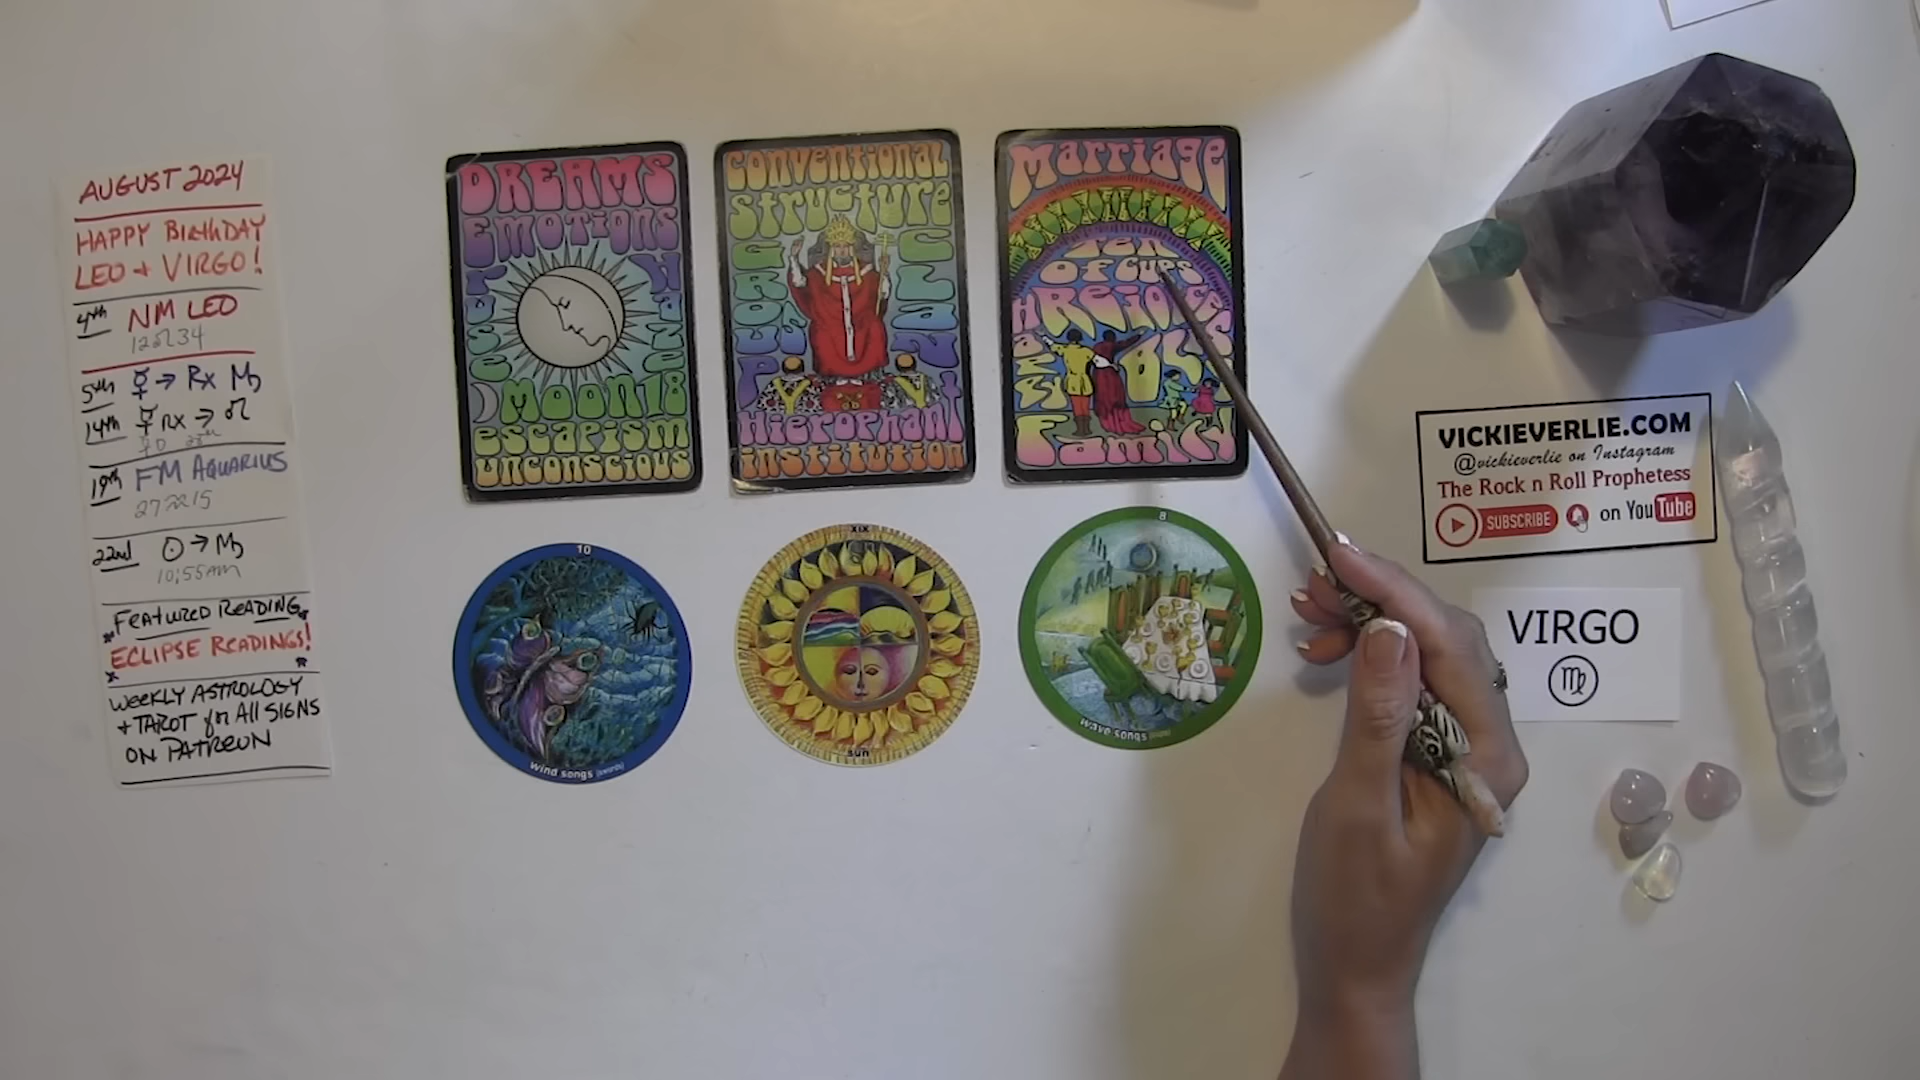 AUGUST 2024
HAPPY BIRTHDAY
LEO + VIRGO!
4th NM LEO
12♌34
5th ☿→ Rx ♍
14th ☿ Rx → ♌
19th FM AQUARIUS
27♒15
22nd ☉→♍
10:55am
FEATURED READING
ECLIPSE READINGS!
WEEKLY ASTROLOGY
+ TAROT for All SIGNS
ON PATREON
DREAMS
EMOTIONS
MOON 18
escapism
unconscious
conventional
structure
GROUP
CLAN
Hierophant
institution
Marriage
Ten
OF Cups
REJOICE
Family
10
wind songs (swords)
XIX
sun
8
wave songs
VICKIEVERLIE.COM
@vickieverlie on Instagram
The Rock n Roll Prophetess
SUBSCRIBE on YouTube
VIRGO
♍